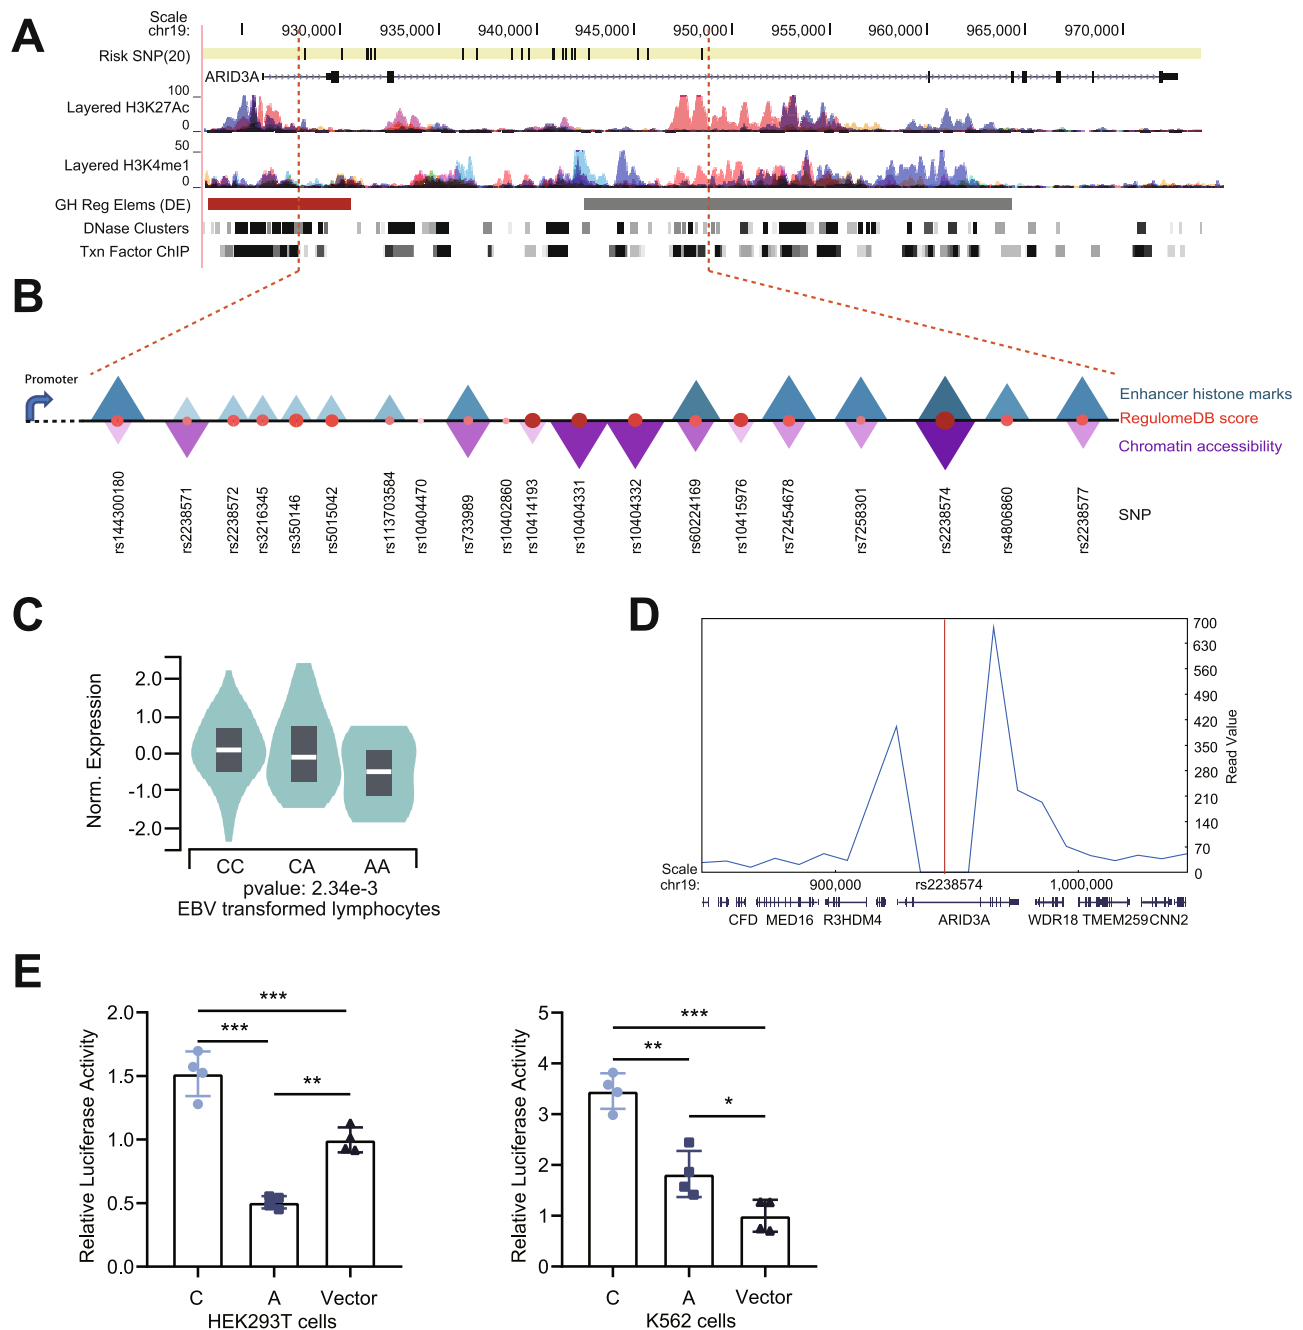 A
Scale
chr19:
930,000
935,000
940,000
945,000
950,000
955,000
960,000
965,000
970,000
Risk SNP(20)
ARID3A
100
Layered H3K27Ac
0
50
Layered H3K4me1
0
GH Reg Elems (DE)
DNase Clusters
Txn Factor ChIP
B
Promoter
Enhancer histone marks
RegulomeDB score
Chromatin accessibility
rs144300180
rs2238571
rs2238572
rs3216345
rs350146
rs5015042
rs113703584
rs10404470
rs733989
rs10402860
rs10414193
rs10404331
rs10404332
rs60224169
rs10415976
rs72454678
rs7258301
rs2238574
rs4806860
rs2238577
SNP
C
Norm. Expression
2.0
1.0
0.0
-1.0
-2.0
CC
CA
AA
pvalue: 2.34e-3
EBV transformed lymphocytes
D
700
630
560
490
420
350
280
210
140
70
0
Read Value
Scale
chr19:
900,000
rs2238574
1,000,000
CFD
MED16
R3HDM4
ARID3A
WDR18
TMEM259
CNN2
E
Relative Luciferase Activity
2.0
1.5
1.0
0.5
0.0
***
***
**
C
A
Vector
HEK293T cells
Relative Luciferase Activity
5
4
3
2
1
0
***
**
*
C
A
Vector
K562 cells